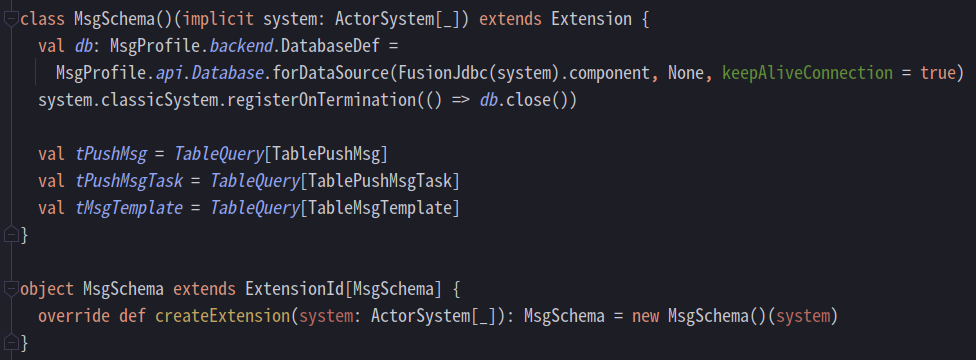 class MsgSchema()(implicit system: ActorSystem[_]) extends Extension {
  val db: MsgProfile.backend.DatabaseDef =
    MsgProfile.api.Database.forDataSource(FusionJdbc(system).component, None, keepAliveConnection = true)
  system.classicSystem.registerOnTermination(() => db.close())

  val tPushMsg = TableQuery[TablePushMsg]
  val tPushMsgTask = TableQuery[TablePushMsgTask]
  val tMsgTemplate = TableQuery[TableMsgTemplate]
}

object MsgSchema extends ExtensionId[MsgSchema] {
  override def createExtension(system: ActorSystem[_]): MsgSchema = new MsgSchema()(system)
}